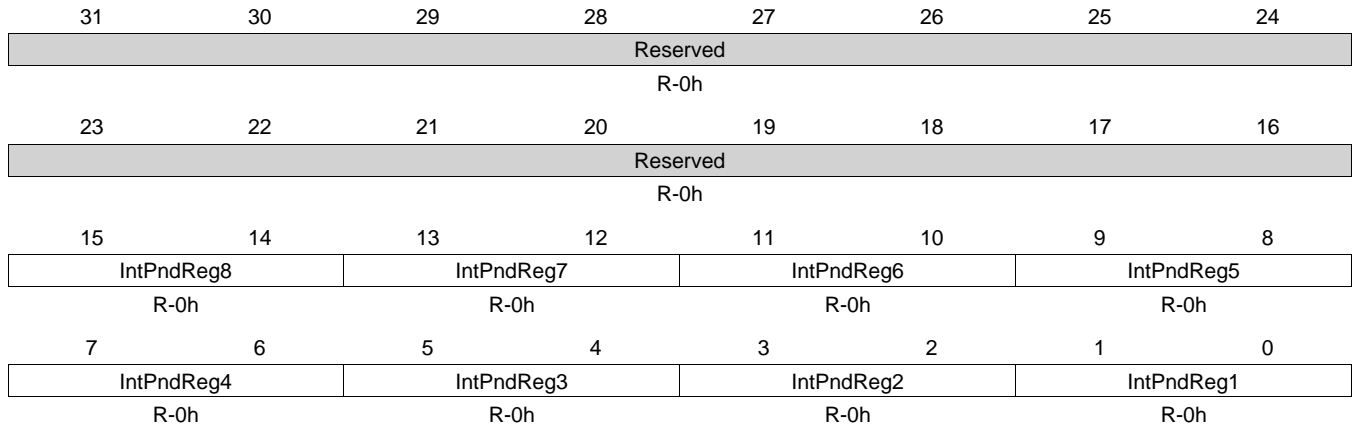 31 30 29 28 27 26 25 24
Reserved
R-0h
23 22 21 20 19 18 17 16
Reserved
R-0h
15 14 13 12 11 10 9 8
IntPndReg8 IntPndReg7 IntPndReg6 IntPndReg5
R-0h R-0h R-0h R-0h
7 6 5 4 3 2 1 0
IntPndReg4 IntPndReg3 IntPndReg2 IntPndReg1
R-0h R-0h R-0h R-0h